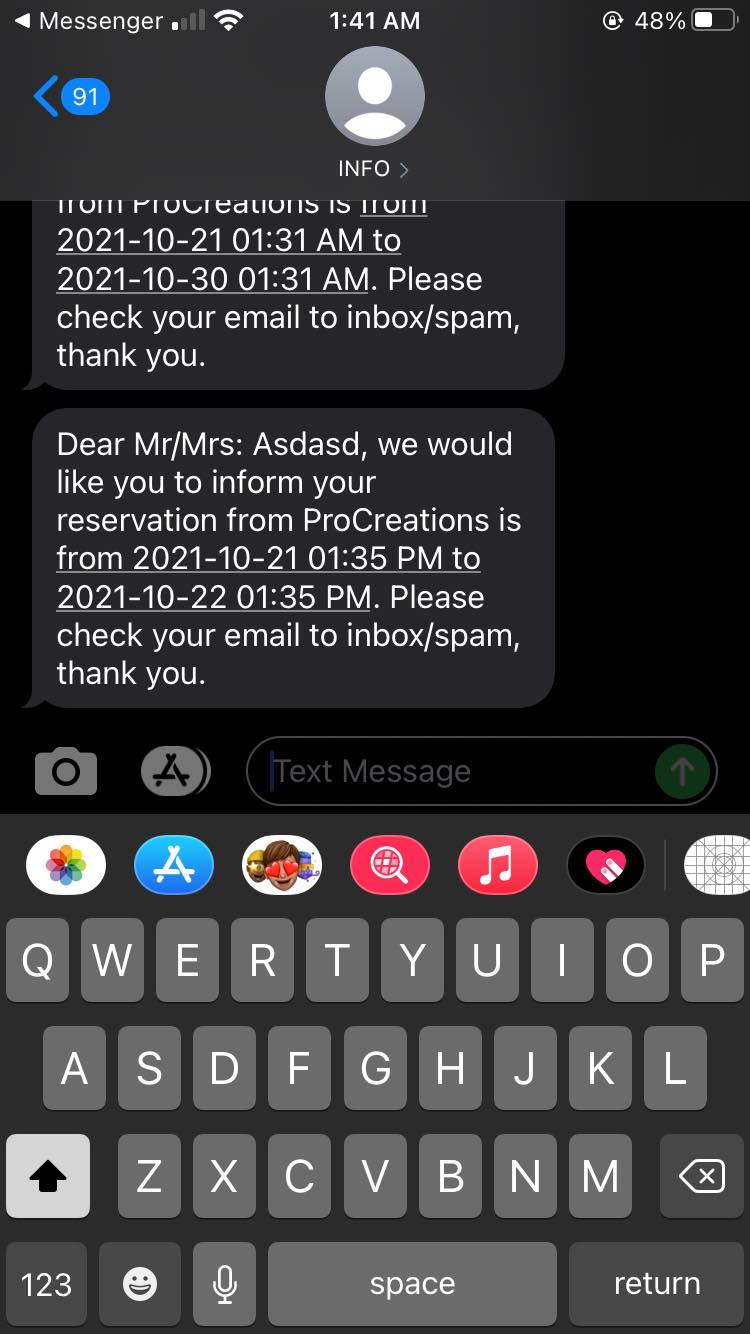 Messenger 1:41 AM 48%
91
INFO
from ProCreations is from
2021-10-21 01:31 AM to
2021-10-30 01:31 AM. Please
check your email to inbox/spam,
thank you.
Dear Mr/Mrs: Asdasd, we would
like you to inform your
reservation from ProCreations is
from 2021-10-21 01:35 PM to
2021-10-22 01:35 PM. Please
check your email to inbox/spam,
thank you.
Text Message
Q W E R T Y U I O P
A S D F G H J K L
Z X C V B N M
123 space return